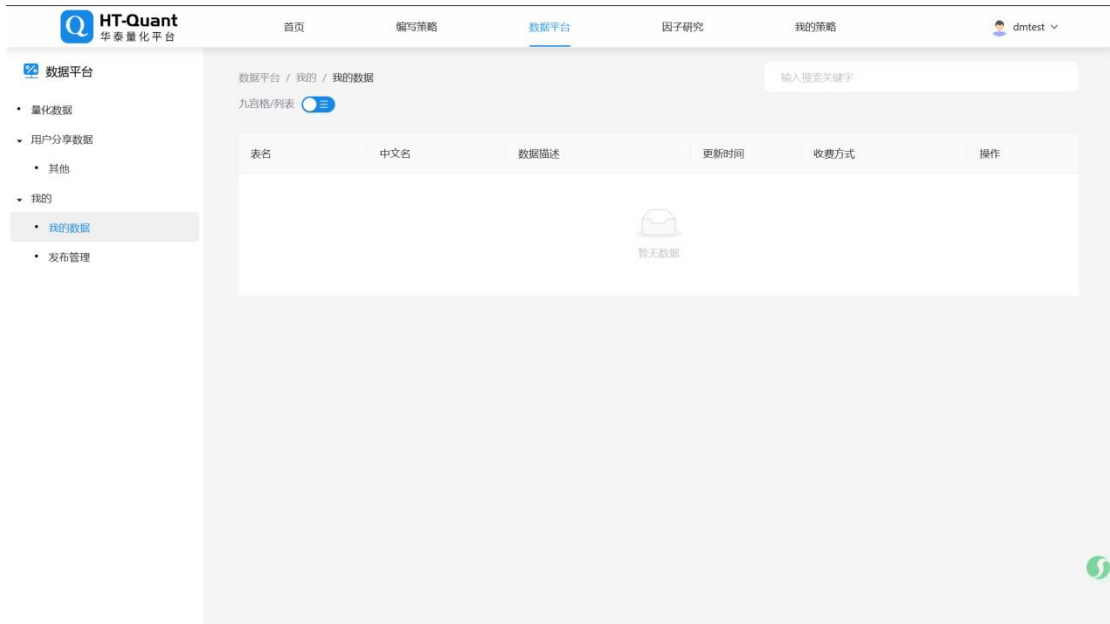 HT-Quant
华泰量化平台
首页
编写策略
数据平台
因子研究
我的策略
dmtest
数据平台
量化数据
用户分享数据
其他
我的
我的数据
发布管理
数据平台 / 我的 / 我的数据
输入搜索关键字
九宫格/列表
表名
中文名
数据描述
更新时间
收费方式
操作
暂无数据